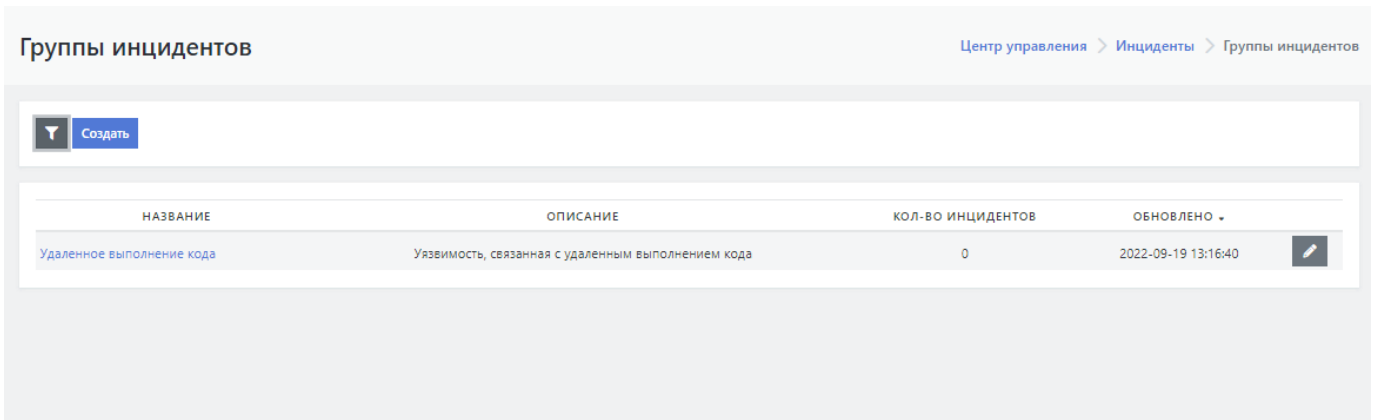 Группы инцидентов
Центр управления > Инциденты > Группы инцидентов
Создать
НАЗВАНИЕ ОПИСАНИЕ КОЛ-ВО ИНЦИДЕНТОВ ОБНОВЛЕНО
Удаленное выполнение кода Уязвимость, связанная с удаленным выполнением кода 0 2022-09-19 13:16:40